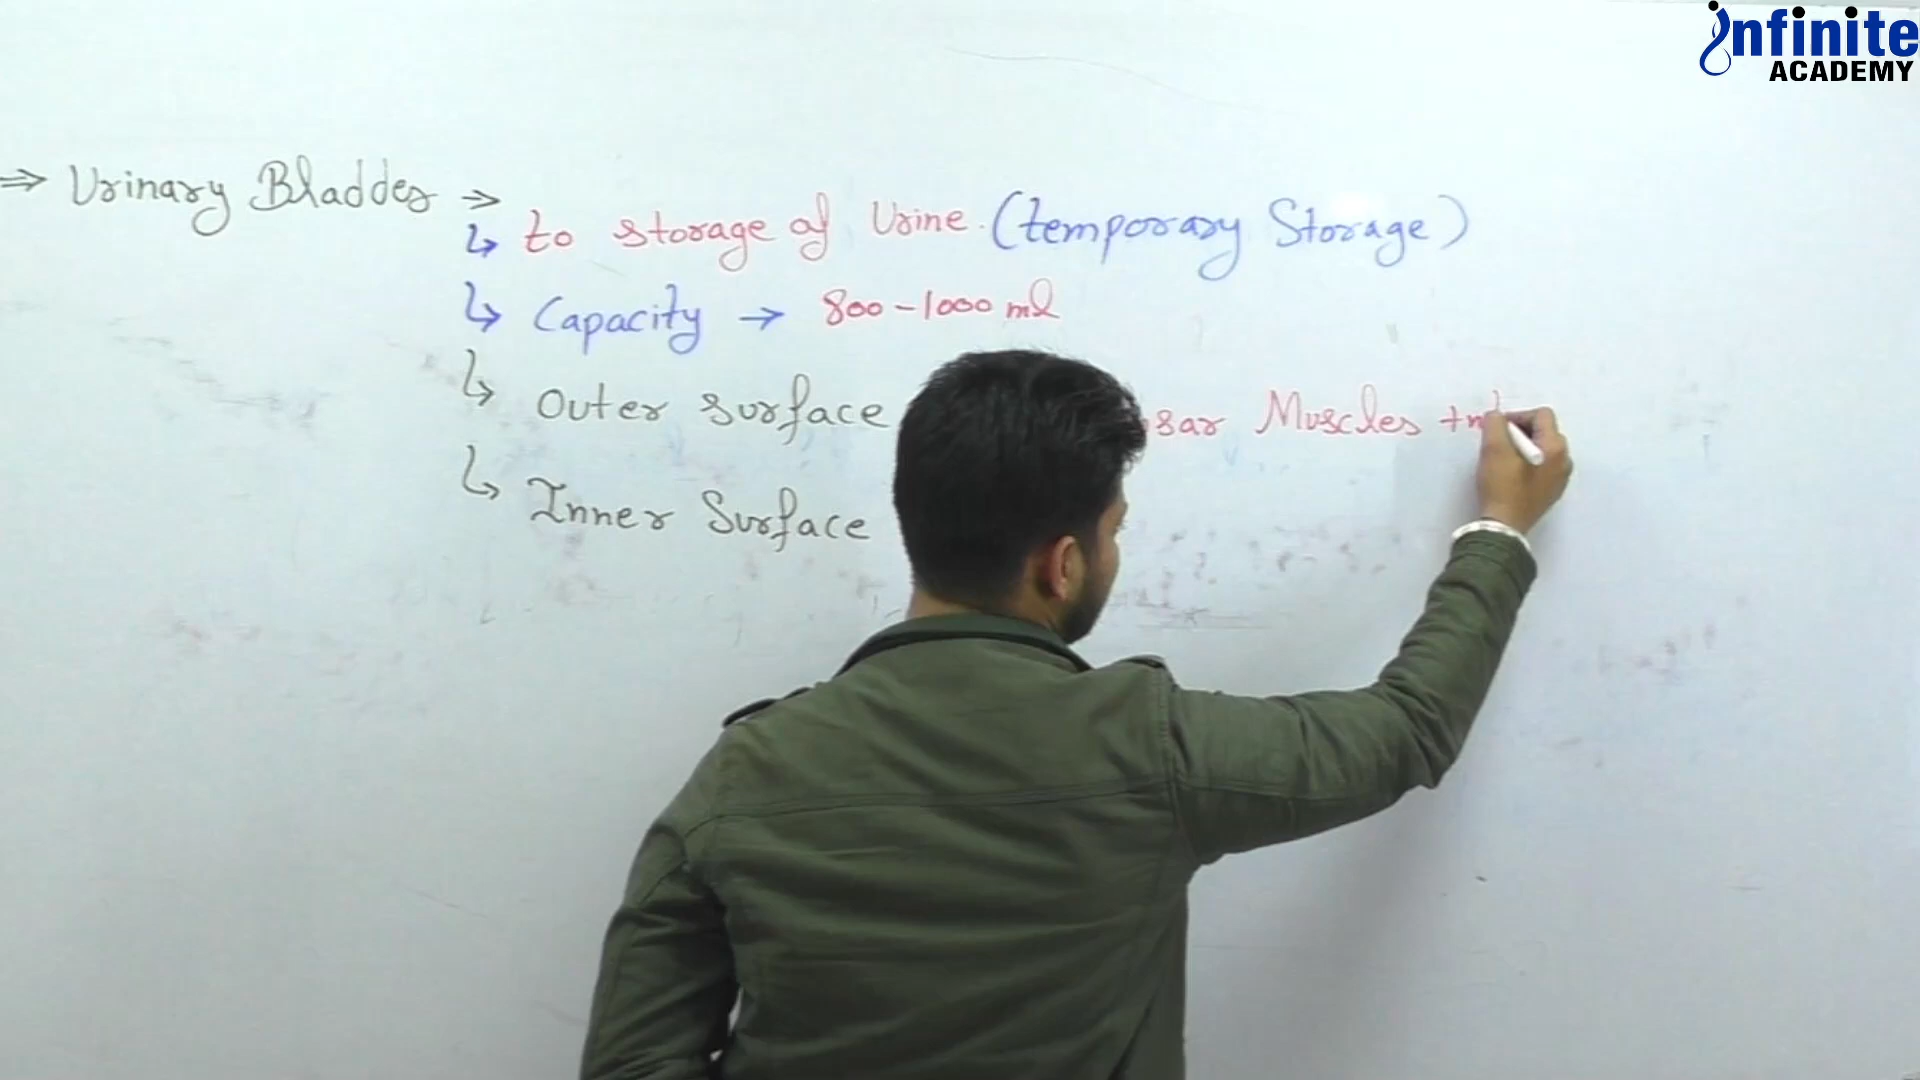 infinite
ACADEMY
⇒ Urinary Bladder ⇒
↳ to storage of Urine. (temporary Storage)
↳ Capacity → 800-1000 ml
↳ Outer surface Muscles
↳ Inner Surface